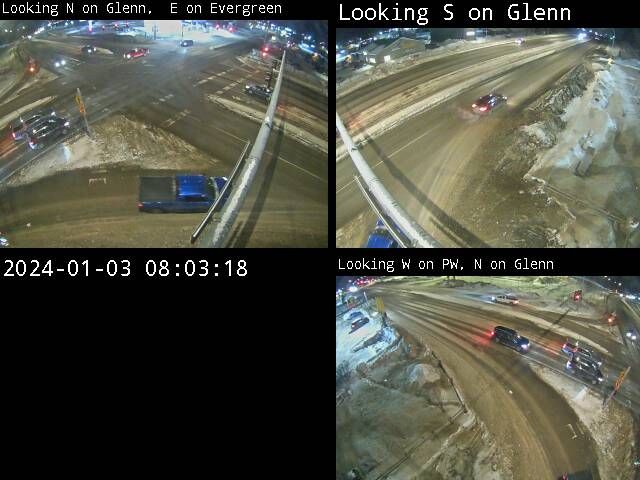 Looking N on Glenn,  E on Evergreen
Looking S on Glenn
2024-01-03 08:03:18
Looking W on PW, N on Glenn